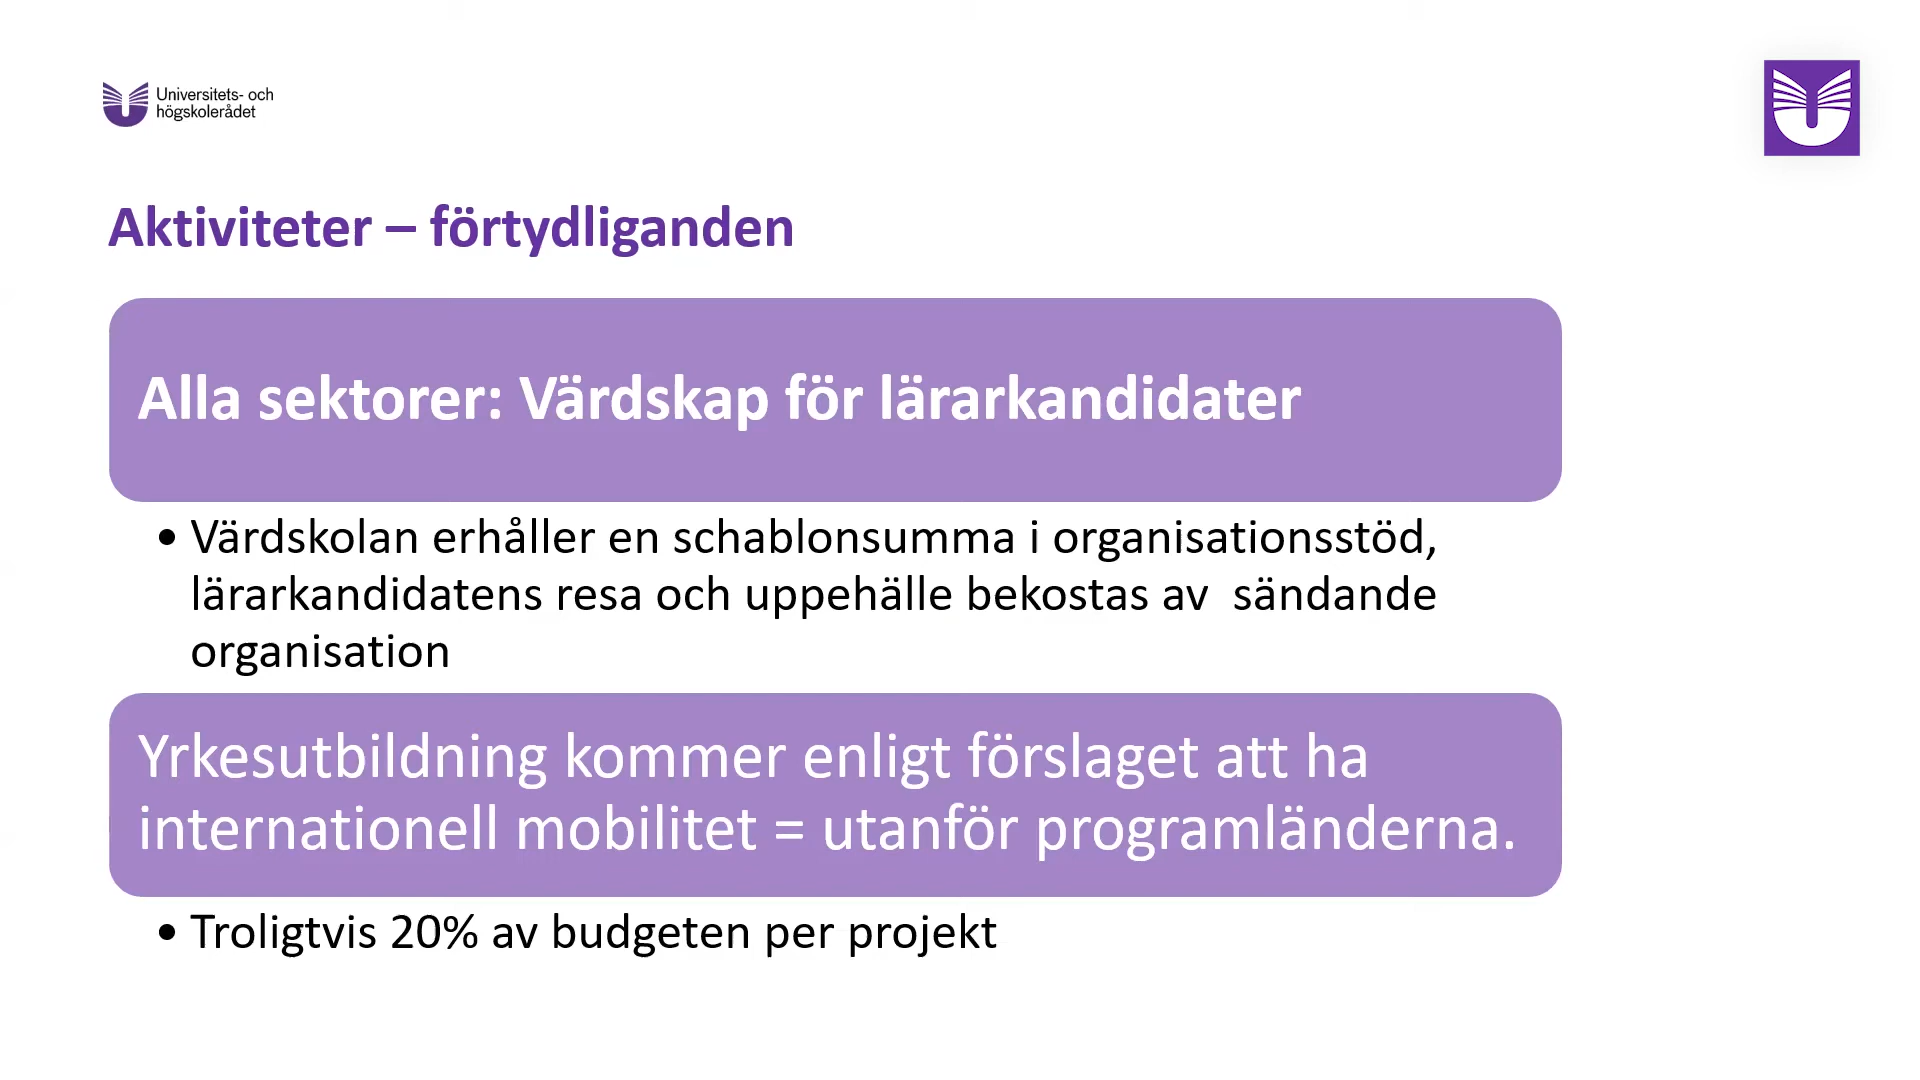 Universitets- och
högskolerådet
Aktiviteter – förtydliganden
Alla sektorer: Värdskap för lärarkandidater
• Värdskolan erhåller en schablonsumma i organisationsstöd,
lärarkandidatens resa och uppehälle bekostas av  sändande
organisation
Yrkesutbildning kommer enligt förslaget att ha
internationell mobilitet = utanför programländerna.
• Troligtvis 20% av budgeten per projekt